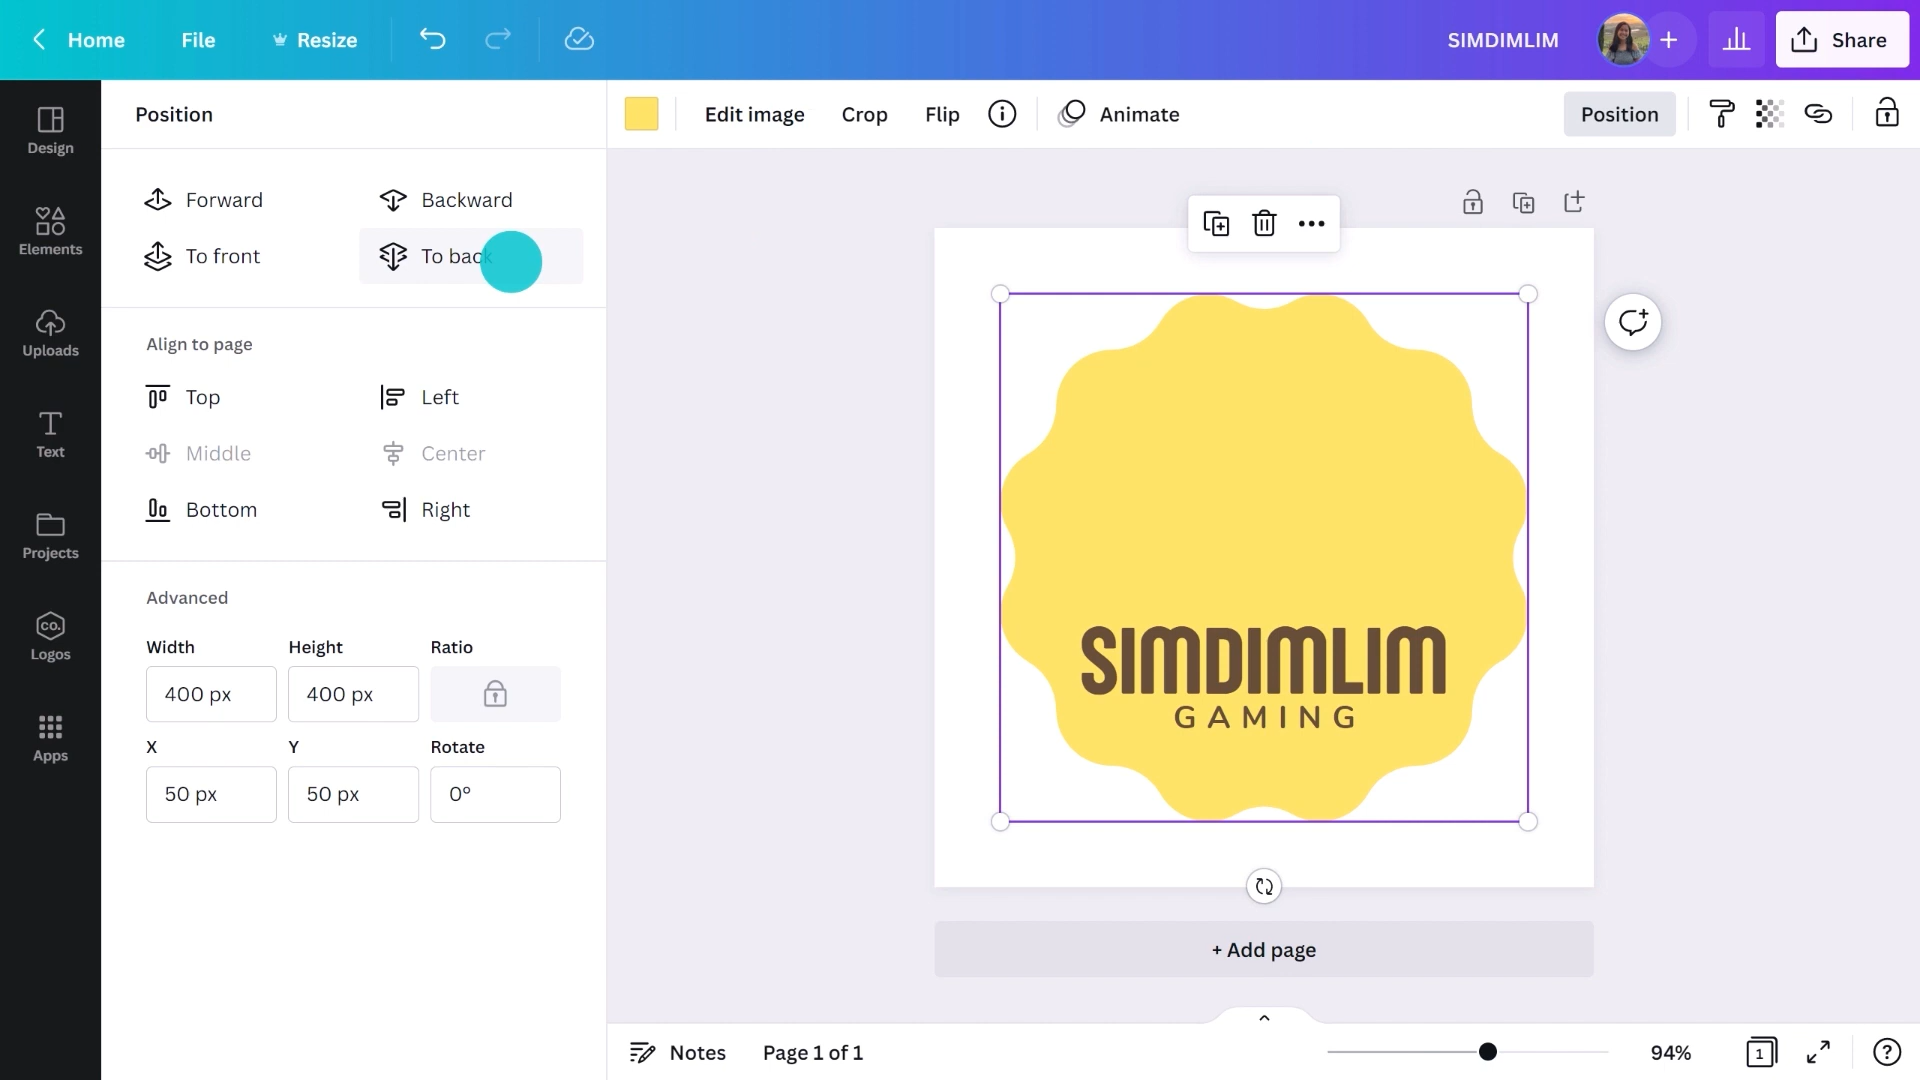 Home
File
Resize
SIMDIMLIM
+
Share
Design
Elements
Uploads
Text
Projects
CO.
Logos
Apps
Position
Forward
Backward
To front
To back
Align to page
Top
Left
Middle
Center
Bottom
Right
Advanced
Width
Height
Ratio
400 px
400 px
X
Y
Rotate
50 px
50 px
0°
Edit image
Crop
Flip
Animate
Position
SIMDIMLIM
GAMING
+ Add page
Notes
Page 1 of 1
94%
1
?